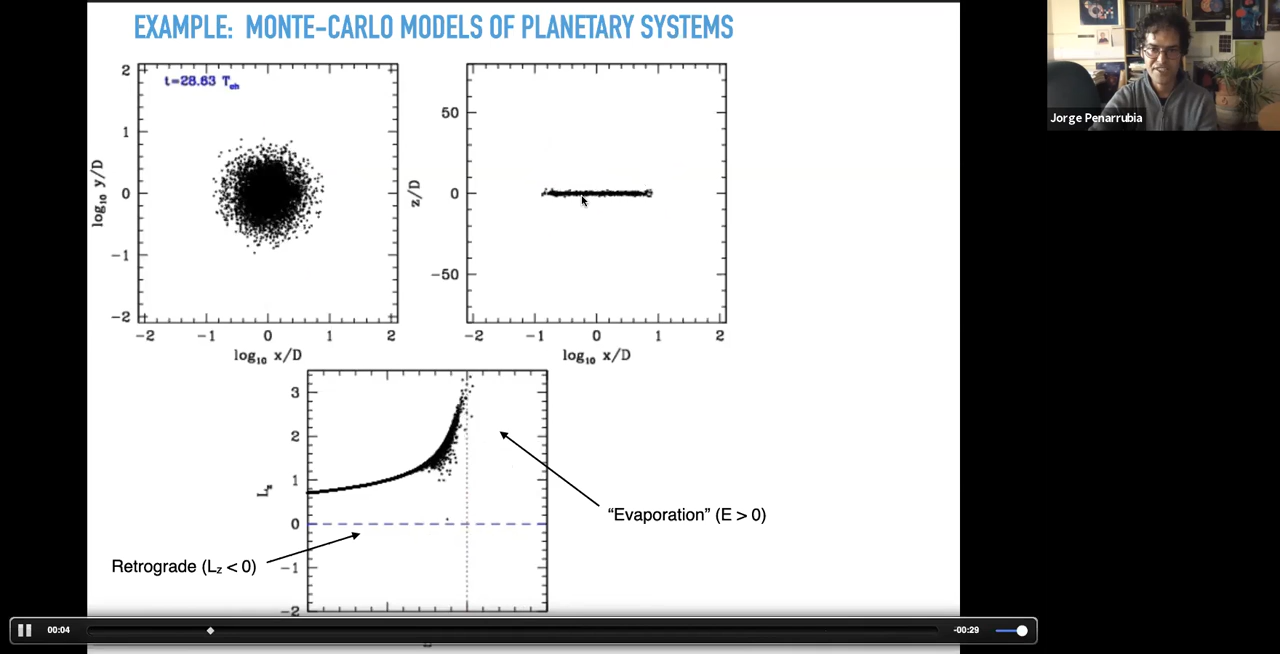 EXAMPLE: MONTE-CARLO MODELS OF PLANETARY SYSTEMS
Jorge Penarrubia
t=28.63 Tch
2
1
0
−1
−2
log10 y/D
−2
−1
0
1
2
log10 x/D
50
0
−50
z/D
−2
−1
0
1
2
log10 x/D
3
2
1
0
−1
−2
Lz
"Evaporation" (E > 0)
Retrograde (Lz < 0)
00:04
-00:29